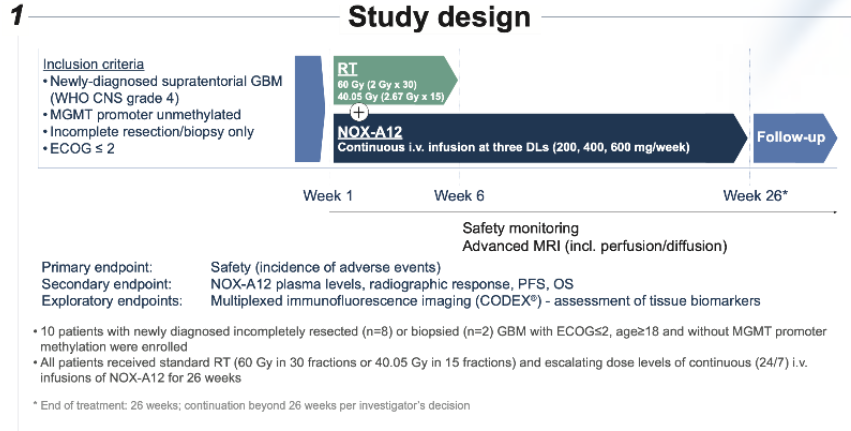 1
Study design
Inclusion criteria
• Newly-diagnosed supratentorial GBM
(WHO CNS grade 4)
• MGMT promoter unmethylated
• Incomplete resection/biopsy only
• ECOG ≤ 2
RT
60 Gy (2 Gy x 30)
40.05 Gy (2.67 Gy x 15)
+
NOX-A12
Continuous i.v. infusion at three DLs (200, 400, 600 mg/week)
Follow-up
Week 1
Week 6
Week 26*
Safety monitoring
Advanced MRI (incl. perfusion/diffusion)
Primary endpoint: Safety (incidence of adverse events)
Secondary endpoint: NOX-A12 plasma levels, radiographic response, PFS, OS
Exploratory endpoints: Multiplexed immunofluorescence imaging (CODEX®) - assessment of tissue biomarkers
• 10 patients with newly diagnosed incompletely resected (n=8) or biopsied (n=2) GBM with ECOG≤2, age≥18 and without MGMT promoter
methylation were enrolled
• All patients received standard RT (60 Gy in 30 fractions or 40.05 Gy in 15 fractions) and escalating dose levels of continuous (24/7) i.v.
infusions of NOX-A12 for 26 weeks
* End of treatment: 26 weeks; continuation beyond 26 weeks per investigator's decision